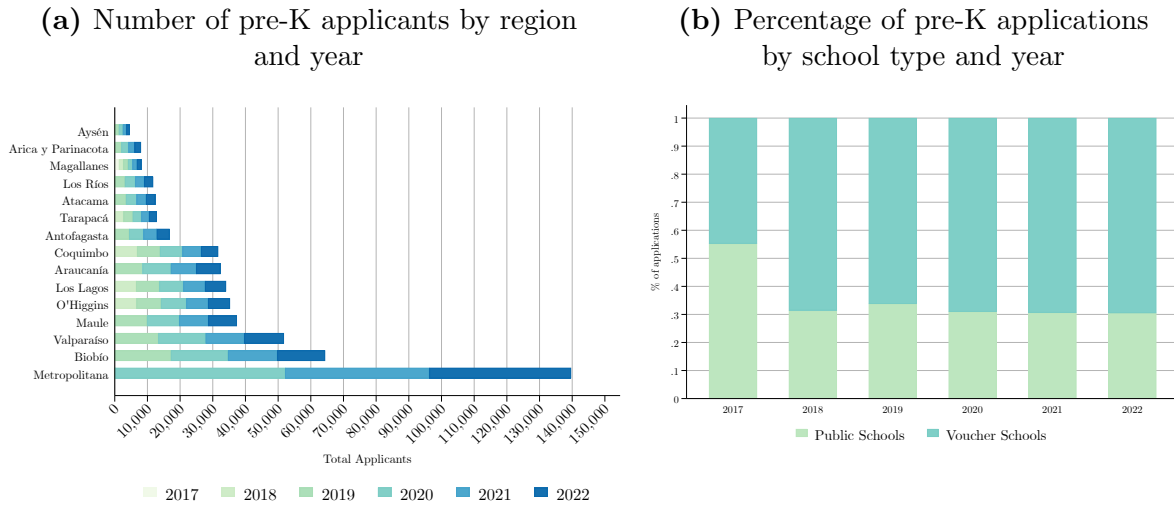 (a) Number of pre-K applicants by region
and year
Aysén
Arica y Parinacota
Magallanes
Los Ríos
Atacama
Tarapacá
Antofagasta
Coquimbo
Araucanía
Los Lagos
O'Higgins
Maule
Valparaíso
Biobío
Metropolitana
0
10,000
20,000
30,000
40,000
50,000
60,000
70,000
80,000
90,000
100,000
110,000
120,000
130,000
140,000
150,000
Total Applicants
2017 2018 2019 2020 2021 2022
(b) Percentage of pre-K applications
by school type and year
% of applications
1
.9
.8
.7
.6
.5
.4
.3
.2
.1
0
2017 2018 2019 2020 2021 2022
Public Schools Voucher Schools